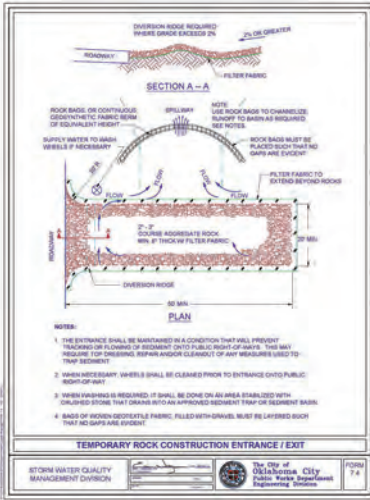 DIVERSION RIDGE REQUIRED
WHERE GRADE EXCEEDS 2%
2% OR GREATER
ROADWAY
FILTER FABRIC
SECTION A – A
ROCK BAGS, OR CONTINUOUS
GEOSYNTHETIC FABRIC BERM
OF EQUIVALENT HEIGHT
SPILLWAY
NOTE
USE ROCK BAGS TO CHANNELIZE
RUNOFF TO BASIN AS REQUIRED
SEE NOTES.
SUPPLY WATER TO WASH
WHEELS IF NECESSARY
ROCK BAGS MUST BE
PLACED SUCH THAT NO
GAPS ARE EVIDENT
FLOW
FLOW
FLOW
FLOW
FILTER FABRIC TO
EXTEND BEYOND ROCKS
ROADWAY
2" - 3"
COURSE AGGREGATE ROCK
MIN. 6" THICK W/ FILTER FABRIC
20' MIN
DIVERSION RIDGE
50' MIN
PLAN
NOTES:
1 THE ENTRANCE SHALL BE MAINTAINED IN A CONDITION THAT WILL PREVENT
TRACKING OR FLOWING OF SEDIMENT ONTO PUBLIC RIGHT-OF-WAYS. THIS MAY
REQUIRE TOP DRESSING, REPAIR AND/OR CLEANOUT OF ANY MEASURES USED TO
TRAP SEDIMENT
2 WHEN NECESSARY, WHEELS SHALL BE CLEANED PRIOR TO ENTRANCE ONTO PUBLIC
RIGHT-OF-WAY
3 WHEN WASHING IS REQUIRED, IT SHALL BE DONE ON AN AREA STABILIZED WITH
CRUSHED STONE THAT DRAINS INTO AN APPROVED SEDIMENT TRAP OR SEDIMENT BASIN
4 BAGS OF WOVEN GEOTEXTILE FABRIC, FILLED WITH GRAVEL MUST BE LAYERED SUCH
THAT NO GAPS ARE EVIDENT
TEMPORARY ROCK CONSTRUCTION ENTRANCE / EXIT
STORM WATER QUALITY
MANAGEMENT DIVISION
The City of
Oklahoma City
Public Works Department
Engineering Division
FORM
7.4